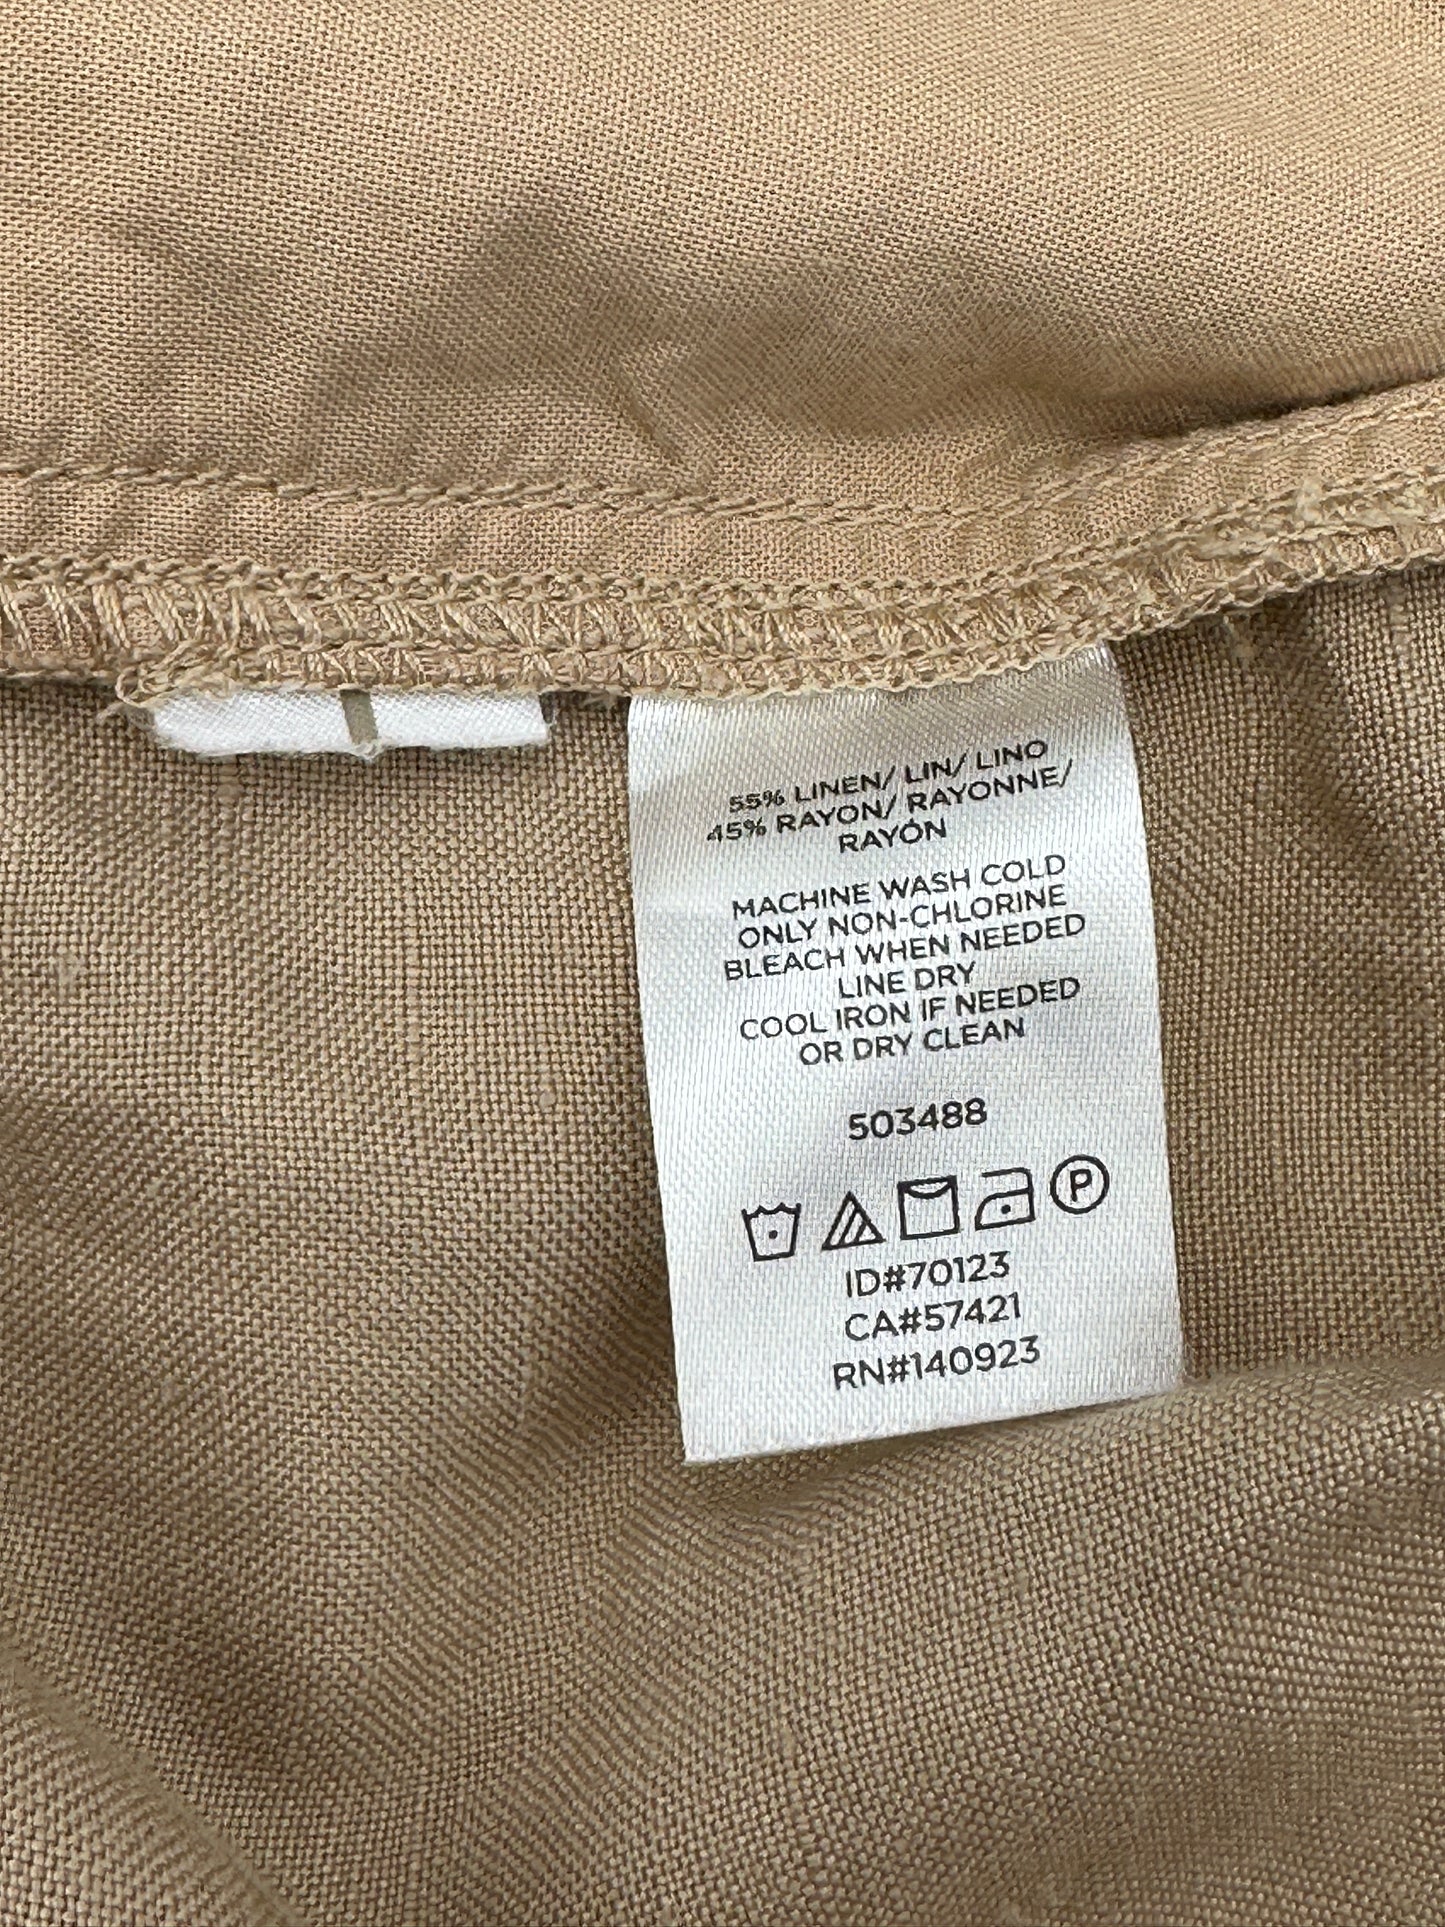 55% LINEN/ LIN/ LINO
45% RAYON/ RAYONNE/
RAYÓN
MACHINE WASH COLD
ONLY NON-CHLORINE
BLEACH WHEN NEEDED
LINE DRY
COOL IRON IF NEEDED
OR DRY CLEAN
503488
P
ID#70123
CA#57421
RN#140923